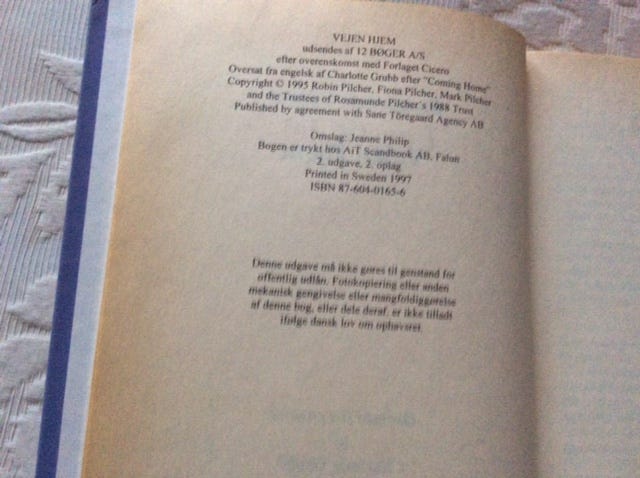 VEJEN HJEM
udsendes af 12 BØGER A/S
efter overenskomst med Forlaget Cicero
Oversat fra engelsk af Charlotte Grubb efter "Coming Home"
Copyright © 1995 Robin Pilcher, Fiona Pilcher, Mark Pilcher
and the Trustees of Rosamunde Pilcher's 1988 Trust
Published by agreement with Sane Töregaard Agency AB
Omslag: Jeanne Philip
Bogen er trykt hos AiT Scandbook AB, Falun
2. udgave, 2. oplag
Printed in Sweden 1997
ISBN 87-604-0165-6
Denne udgave må ikke gøres til genstand for
offentlig udlån. Fotokopiering eller anden
mekanisk gengivelse eller mangfoldiggørelse
af denne bog, eller dele deraf, er ikke tilladt
ifølge dansk lov om ophavsret.